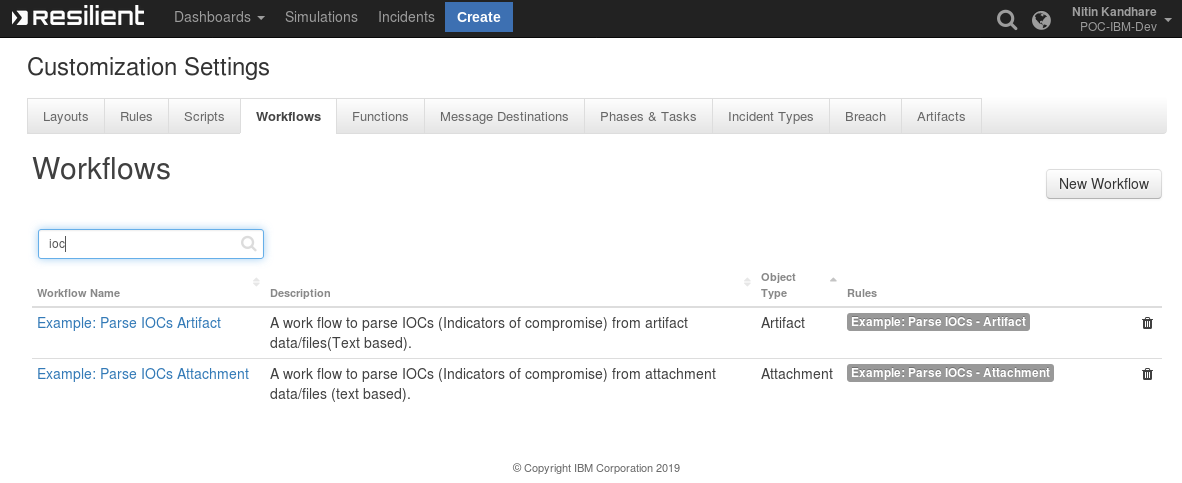 RESILIENT Dashboards Simulations Incidents Create Nitin Kandhare
POC-IBM-Dev
Customization Settings
Layouts Rules Scripts Workflows Functions Message Destinations Phases & Tasks Incident Types Breach Artifacts
Workflows
New Workflow
ioc
Workflow Name Description Object Type Rules
Example: Parse IOCs Artifact A work flow to parse IOCs (Indicators of compromise) from artifact Artifact Example: Parse IOCs - Artifact
data/files(Text based).
Example: Parse IOCs Attachment A work flow to parse IOCs (Indicators of compromise) from attachment Attachment Example: Parse IOCs - Attachment
data/files (text based).
© Copyright IBM Corporation 2019